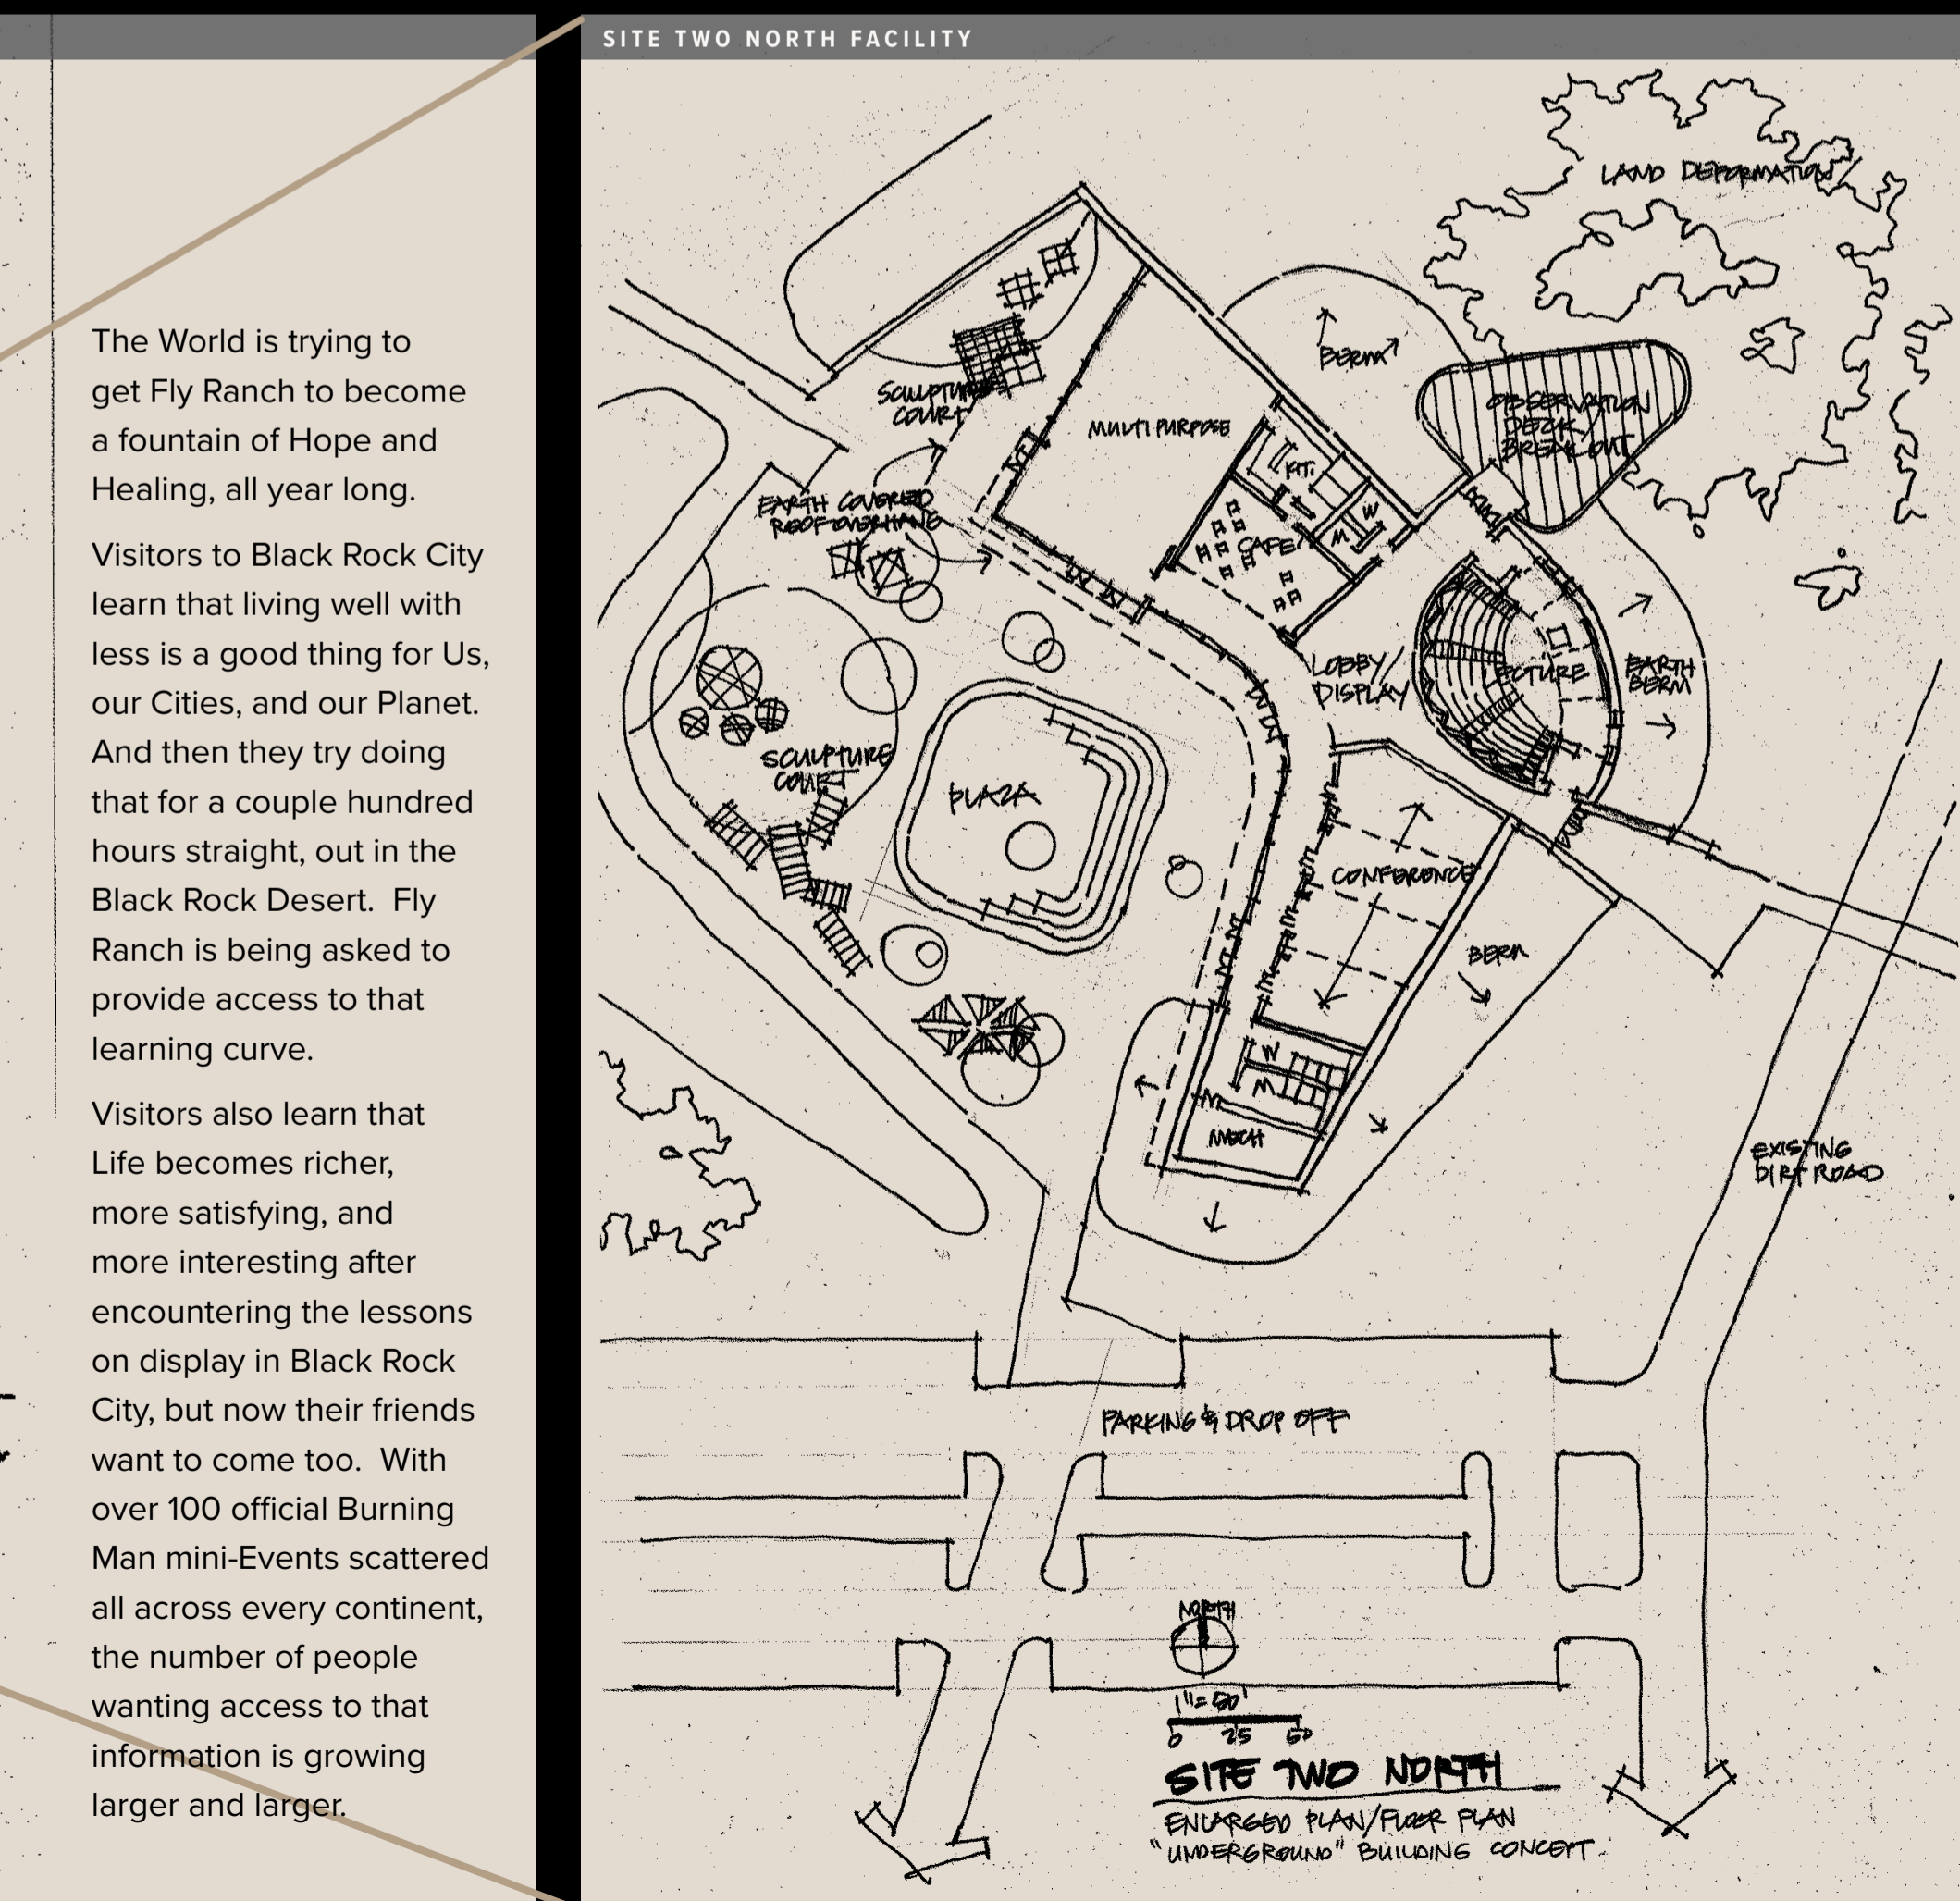 SITE TWO NORTH FACILITY
The World is trying to
get Fly Ranch to become
a fountain of Hope and
Healing, all year long.
Visitors to Black Rock City
learn that living well with
less is a good thing for Us,
our Cities, and our Planet.
And then they try doing
that for a couple hundred
hours straight, out in the
Black Rock Desert.  Fly
Ranch is being asked to
provide access to that
learning curve.
Visitors also learn that
Life becomes richer,
more satisfying, and
more interesting after
encountering the lessons
on display in Black Rock
City, but now their friends
want to come too.  With
over 100 official Burning
Man mini-Events scattered
all across every continent,
the number of people
wanting access to that
information is growing
larger and larger.
LAND DEFORMATION/
BERM
SCULPTURE
COURT
MULTI PURPOSE
OBSERVATION
DECK/
BREAK OUT
KIT.
EARTH COVERED
ROOF OVERHANG
CAFE
M
W
LOBBY/
DISPLAY
LECTURE
EARTH
BERM
SCULPTURE
COURT
PLAZA
CONFERENCE
BERM
W
M
MECH
EXISTING
DIRT ROAD
PARKING & DROP OFF
NORTH
1"=50'
0 25 50
SITE TWO NORTH
ENLARGED PLAN/FLOOR PLAN
"UNDERGROUND" BUILDING CONCEPT